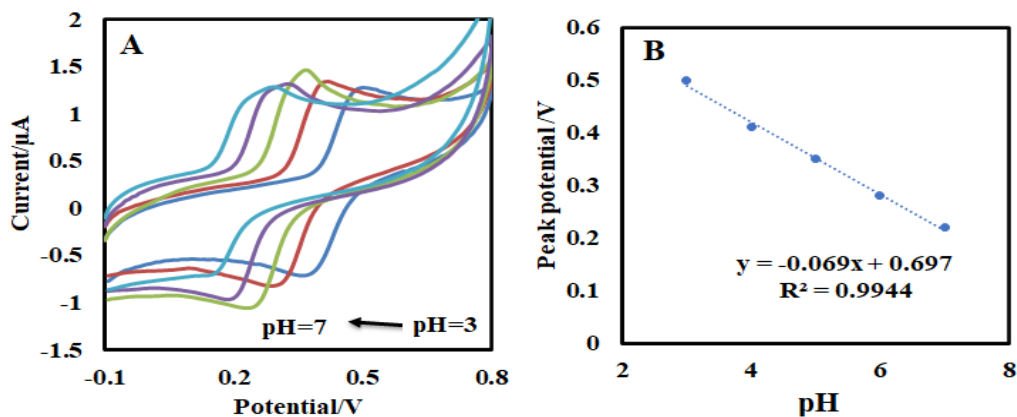 A
2
1.5
1
0.5
0
-0.5
-1
-1.5
Current/µA
pH=7
pH=3
-0.1
0.2
0.5
0.8
Potential/V
B
0.6
0.5
0.4
0.3
0.2
0.1
0
Peak potential /V
y = -0.069x + 0.697
R² = 0.9944
2
4
6
8
pH